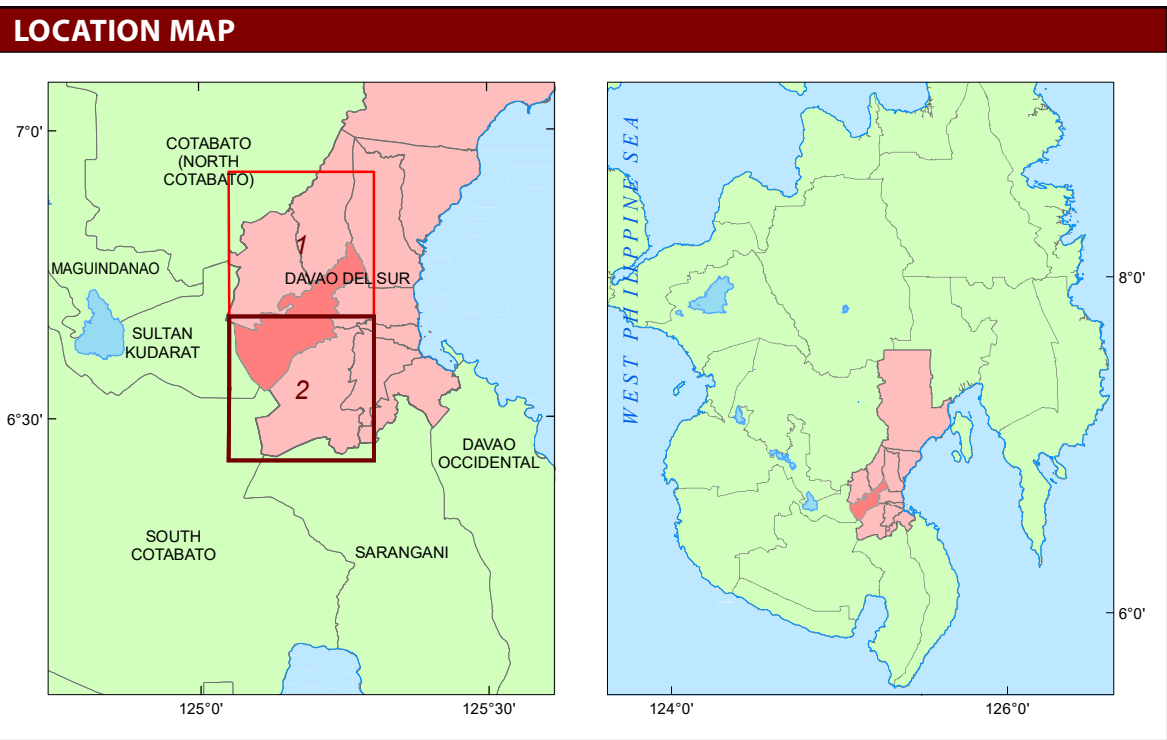 LOCATION MAP
7°0'
COTABATO
(NORTH
COTABATO)
1
MAGUINDANAO
DAVAO DEL SUR
SULTAN
KUDARAT
2
6°30'
DAVAO
OCCIDENTAL
SOUTH
COTABATO
SARANGANI
125°0'
125°30'
WEST PHILIPPINE SEA
8°0'
6°0'
124°0'
126°0'